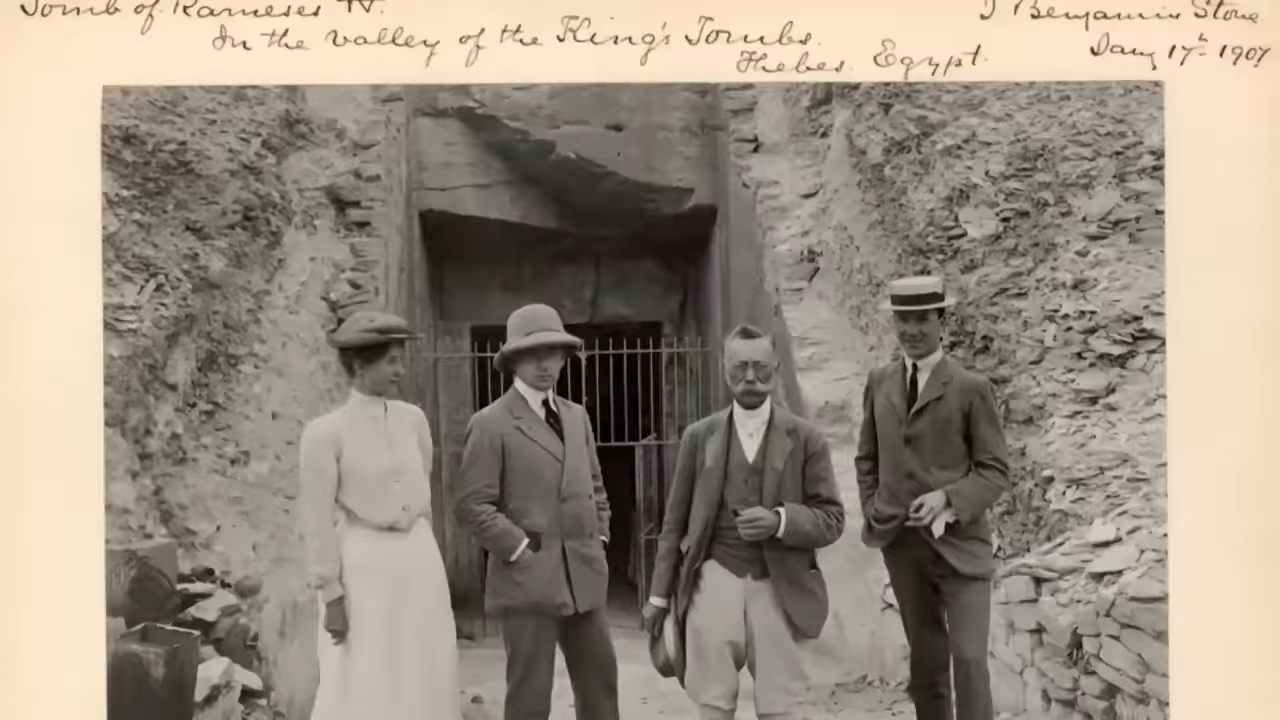 Tomb of Rameses IV.
J Benjamin Stone
In the valley of the King's Tombs.
Thebes. Egypt.
Jany 17th 1907